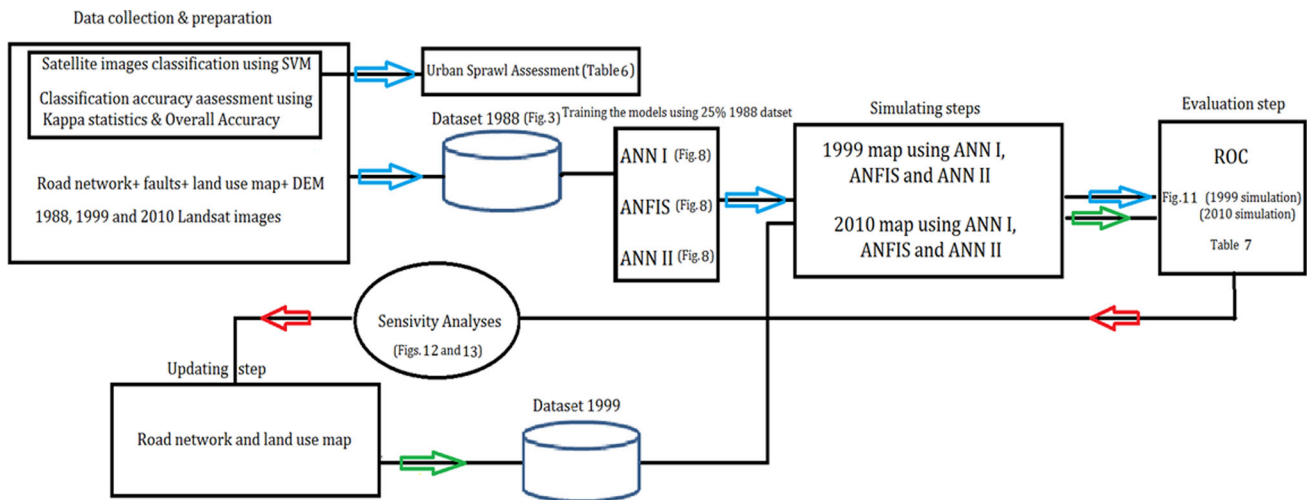 Data collection & preparation
Satellite images classification using SVM
Classification accuracy aasessment using
Kappa statistics & Overall Accuracy
Road network+ faults+ land use map+ DEM
1988, 1999 and 2010 Landsat images
Urban Sprawl Assessment (Table 6)
Dataset 1988 (Fig. 3)
Training the models using 25% 1988 datset
ANN I (Fig. 8)
ANFIS (Fig. 8)
ANN II (Fig. 8)
Simulating steps
1999 map using ANN I,
ANFIS and ANN II
2010 map using ANN I,
ANFIS and ANN II
Evaluation step
ROC
Fig. 11 (1999 simulation)
(2010 simulation)
Table 7
Sensivity Analyses
(Figs. 12 and 13)
Updating step
Road network and land use map
Dataset 1999